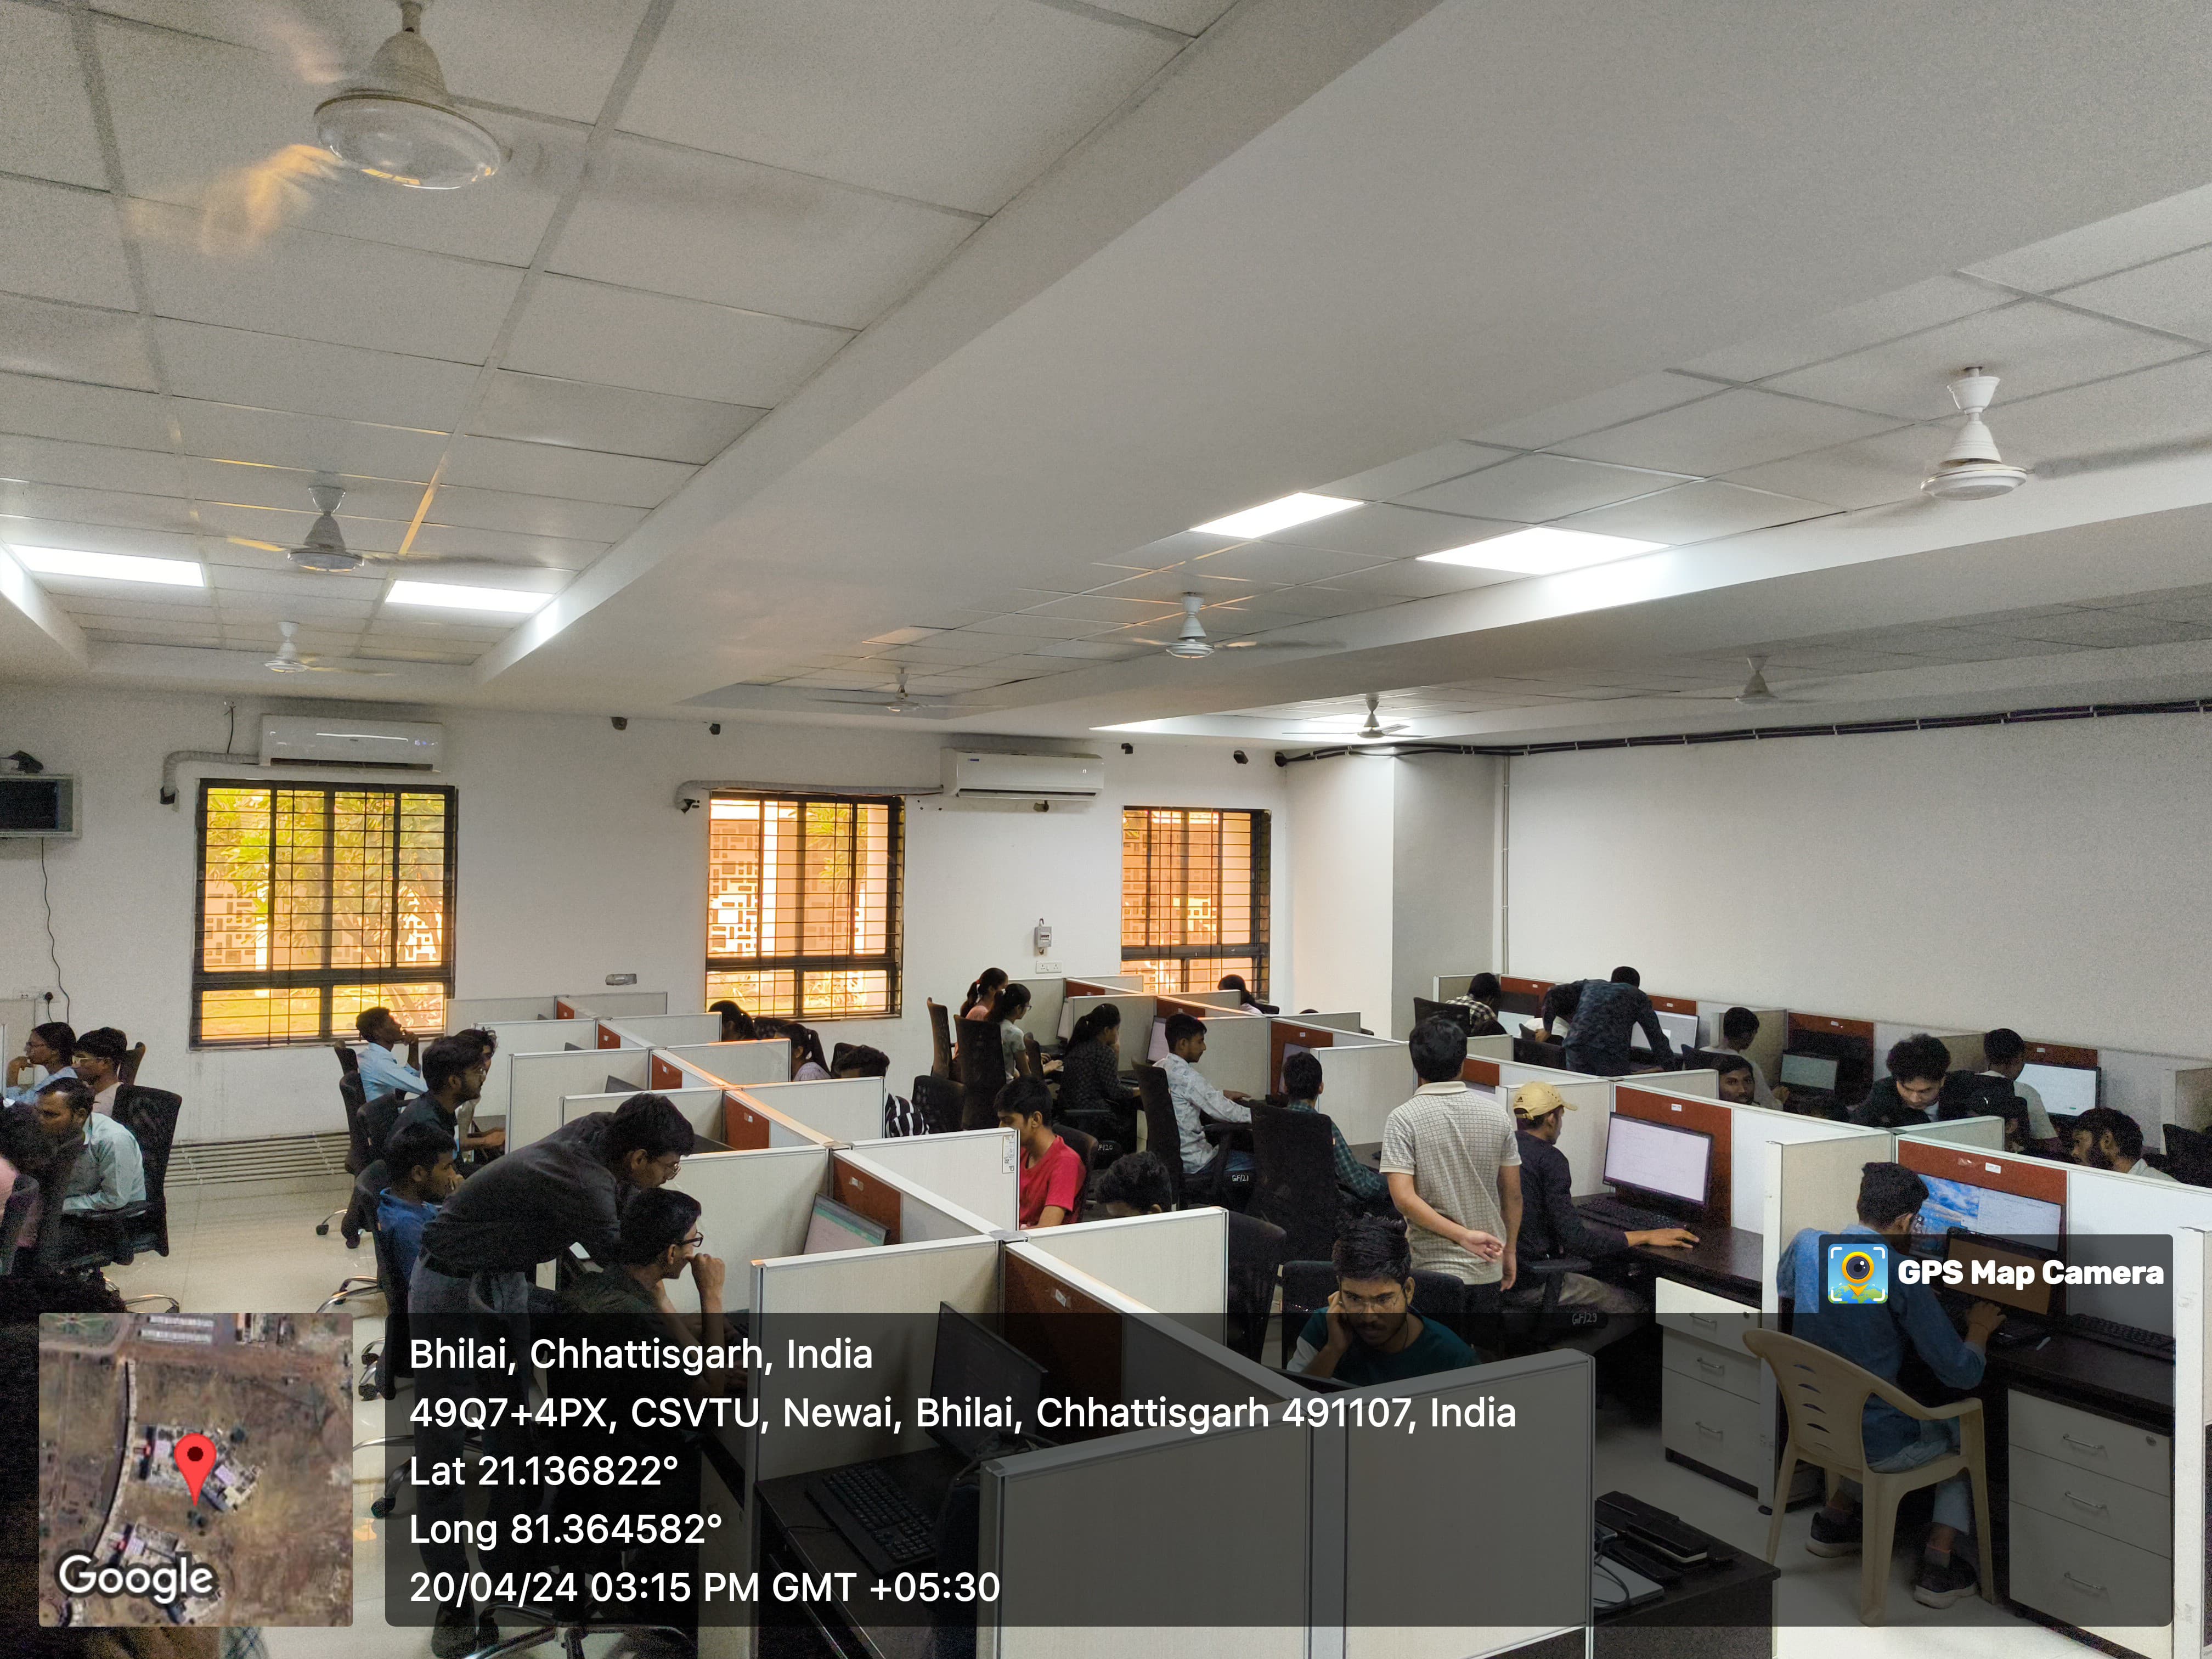 GPS Map Camera
Bhilai, Chhattisgarh, India
49Q7+4PX, CSVTU, Newai, Bhilai, Chhattisgarh 491107, India
Lat 21.136822°
Long 81.364582°
20/04/24 03:15 PM GMT +05:30
Google